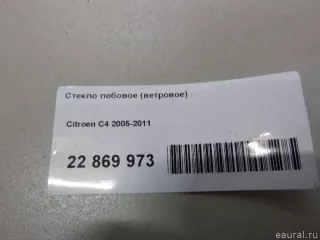 Стекло лобовое (ветровое)
Citroen C4 2005-2011
22 869 973
eaural.ru